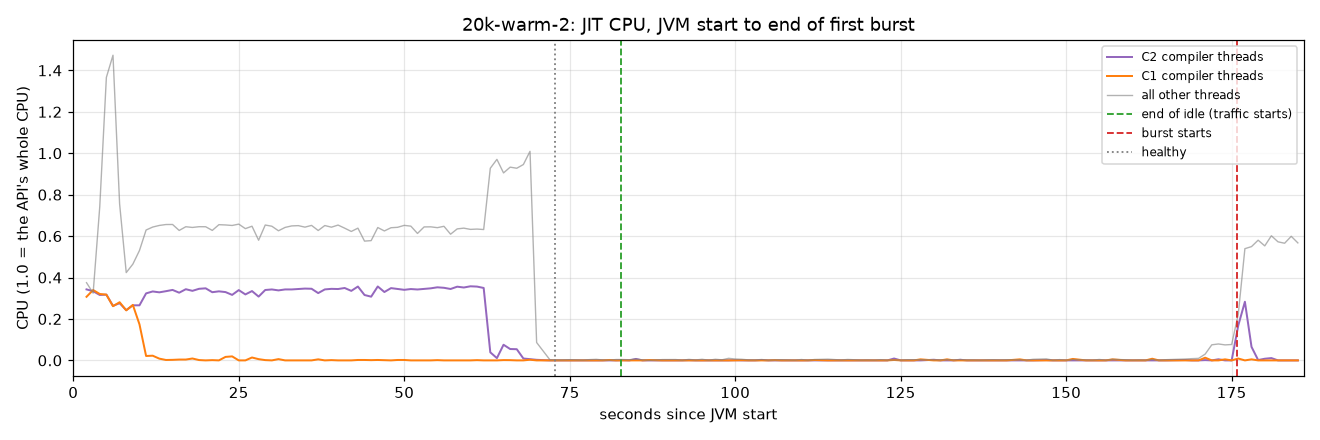 20k-warm-2: JIT CPU, JVM start to end of first burst
CPU (1.0 = the API's whole CPU)
1.4
1.2
1.0
0.8
0.6
0.4
0.2
0.0
C2 compiler threads
C1 compiler threads
all other threads
end of idle (traffic starts)
burst starts
healthy
0 25 50 75 100 125 150 175
seconds since JVM start